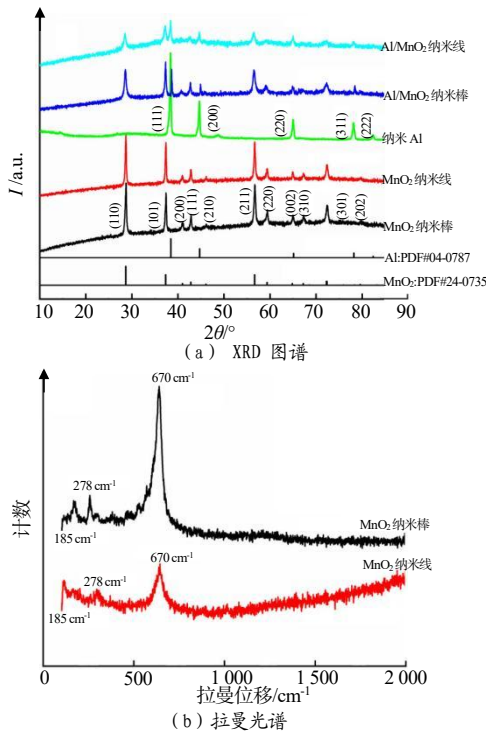 Al/MnO₂纳米线
Al/MnO₂纳米棒
(111)
(200)
(220)
(311)
(222)
纳米 Al
MnO₂纳米线
(110)
(101)
(200)
(111)
(210)
(211)
(220)
(002)
(310)
(301)
(202)
MnO₂纳米棒
Al:PDF#04-0787
MnO₂:PDF#24-0735
I /a.u.
10 20 30 40 50 60 70 80 90
2θ/°
(a) XRD 图谱
670 cm⁻¹
278 cm⁻¹
185 cm⁻¹
MnO₂纳米棒
670 cm⁻¹
MnO₂纳米线
278 cm⁻¹
185 cm⁻¹
计数
0 500 1 000 1 500 2 000
拉曼位移/cm⁻¹
(b)拉曼光谱